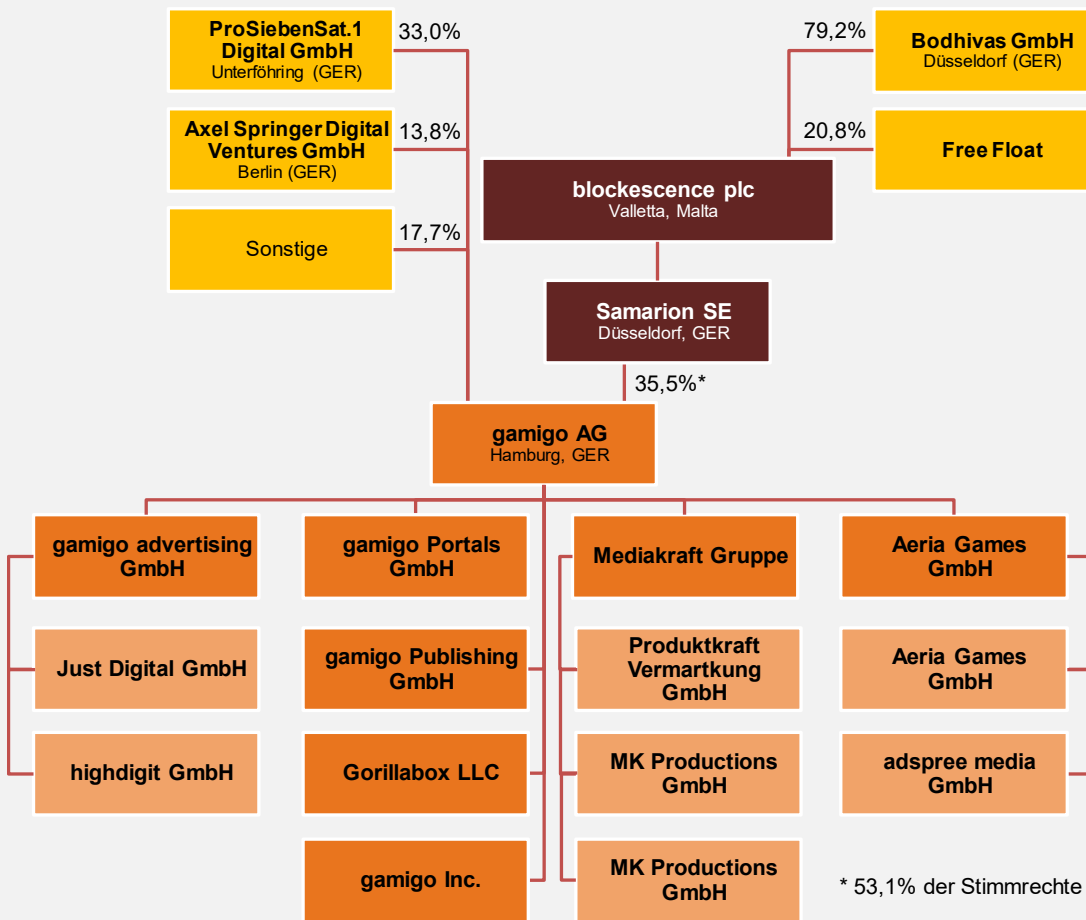 ProSiebenSat.1
Digital GmbH
Unterföhring (GER)
33,0%
79,2%
Bodhivas GmbH
Düsseldorf (GER)
Axel Springer Digital
Ventures GmbH
Berlin (GER)
13,8%
20,8%
Free Float
blockescence plc
Valletta, Malta
Sonstige
17,7%
Samarion SE
Düsseldorf, GER
35,5%*
gamigo AG
Hamburg, GER
gamigo advertising
GmbH
gamigo Portals
GmbH
Mediakraft Gruppe
Aeria Games
GmbH
Just Digital GmbH
gamigo Publishing
GmbH
Produktkraft
Vermartkung
GmbH
Aeria Games
GmbH
highdigit GmbH
Gorillabox LLC
MK Productions
GmbH
adspree media
GmbH
gamigo Inc.
MK Productions
GmbH
* 53,1% der Stimmrechte